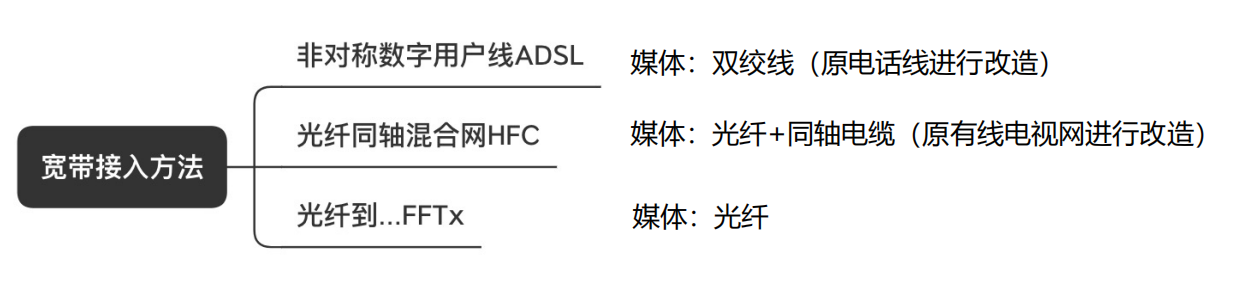 非对称数字用户线ADSL 媒体：双绞线（原电话线进行改造）
光纤同轴混合网HFC 媒体：光纤+同轴电缆（原有线电视网进行改造）
宽带接入方法
光纤到...FFTx 媒体：光纤